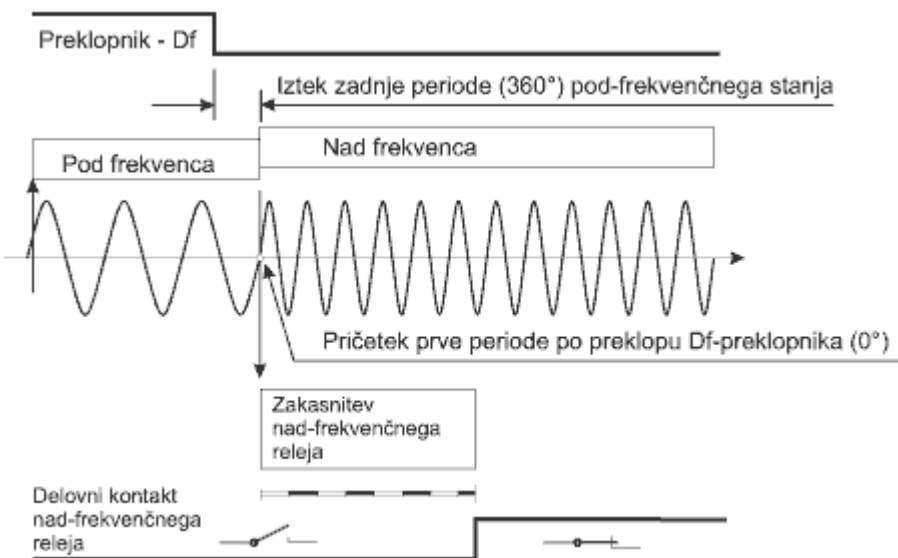 Preklopnik - Df
Iztek zadnje periode (360°) pod-frekvenčnega stanja
Pod frekvenca
Nad frekvenca
Pričetek prve periode po preklopu Df-preklopnika (0°)
Zakasnitev
nad-frekvenčnega
releja
Delovni kontakt
nad-frekvenčnega
releja